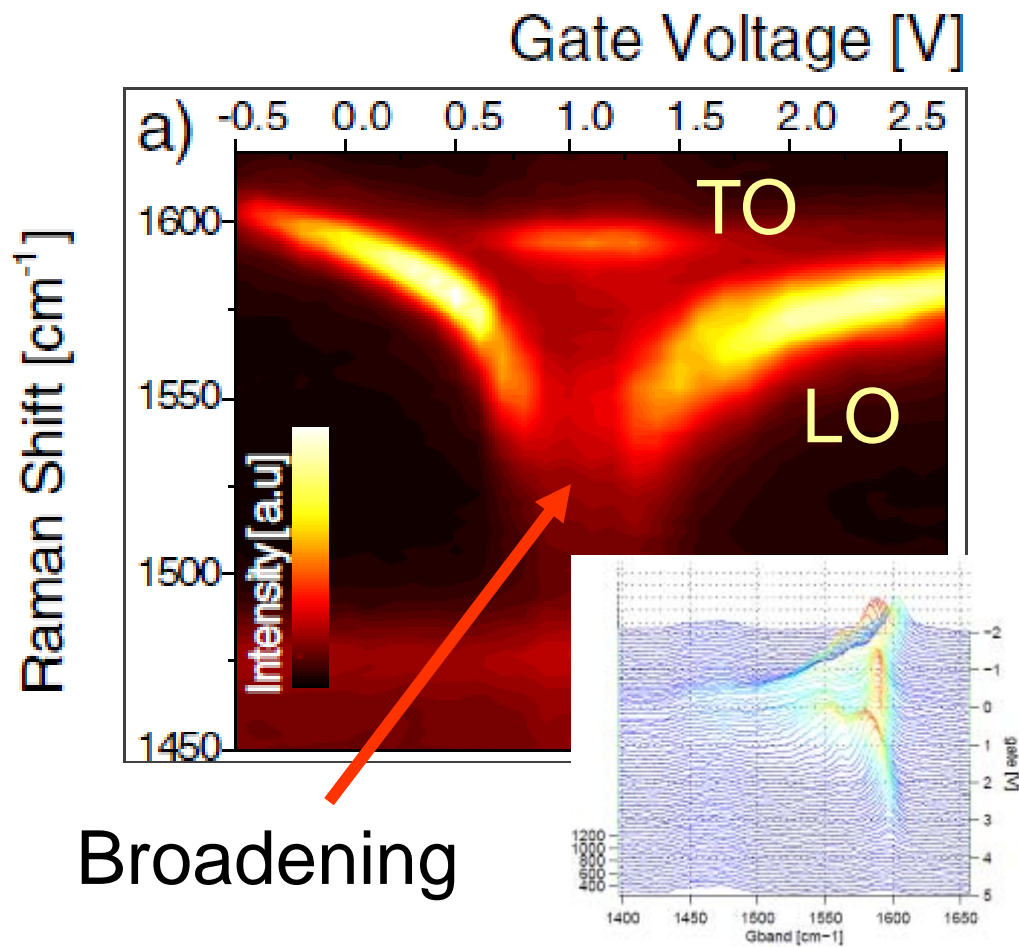 Gate Voltage [V]
a) -0.5 0.0 0.5 1.0 1.5 2.0 2.5
TO
1600
Raman Shift [cm-1]
1550
LO
Intensity[a.u]
1500
1450
Broadening
-2
-1
0
1
2
3
4
5
gate [V]
1200
1000
800
600
400
1400 1450 1500 1550 1600 1650
Gband [cm-1]